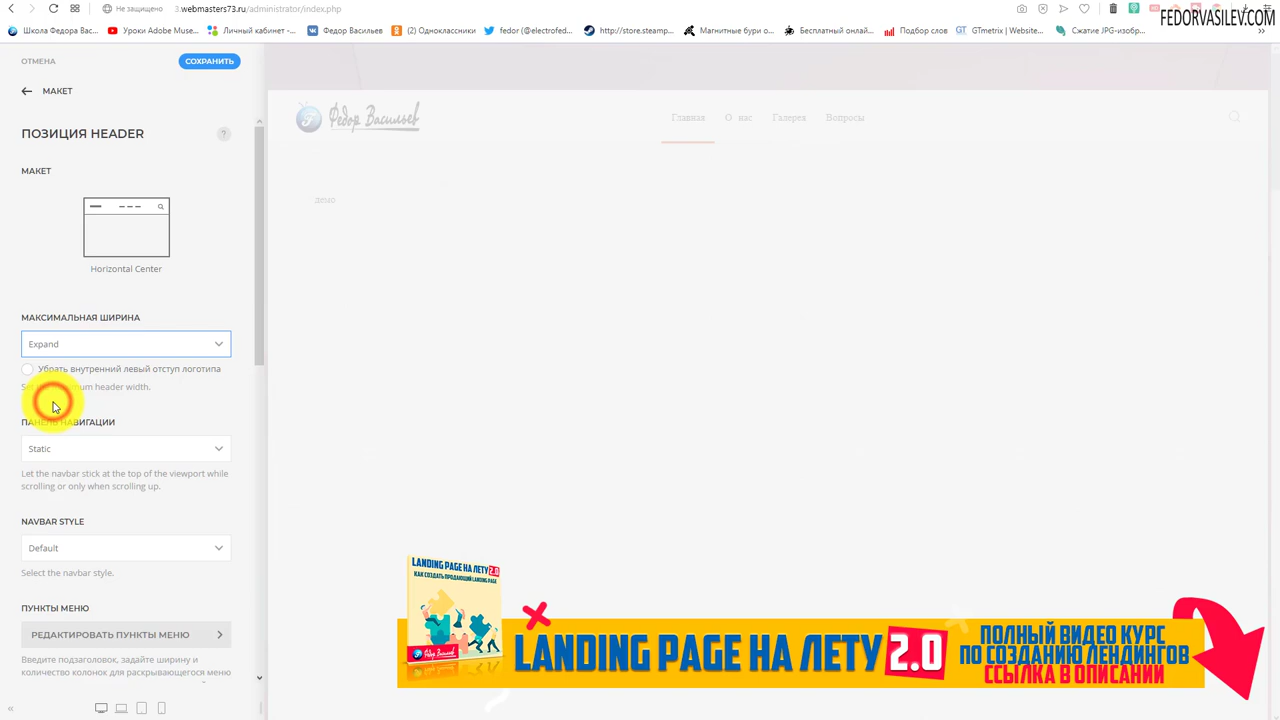 Не защищено
3.webmasters73.ru/administrator/index.php
FEDORVASILEV.COM
Школа Федора Вас...
Уроки Adobe Muse...
Личный кабинет -...
Федор Васильев
(2) Одноклассники
fedor (@electrofed...
http://store.steamp...
Магнитные бури о...
Бесплатный онлай...
Подбор слов
GTmetrix | Website...
Сжатие JPG-изобр...
ОТМЕНА
СОХРАНИТЬ
МАКЕТ
ПОЗИЦИЯ HEADER
?
МАКЕТ
Horizontal Center
МАКСИМАЛЬНАЯ ШИРИНА
Expand
Убрать внутренний левый отступ логотипа
header width.
ПАНЕЛЬ НАВИГАЦИИ
Static
Let the navbar stick at the top of the viewport while
scrolling or only when scrolling up.
NAVBAR STYLE
Default
Select the navbar style.
ПУНКТЫ МЕНЮ
РЕДАКТИРОВАТЬ ПУНКТЫ МЕНЮ
Введите подзаголовок, задайте ширину и
количество колонок для раскрывающегося меню
Федор Васильев
Главная
О нас
Галерея
Вопросы
демо
LANDING PAGE НА ЛЕТУ 2.0
КАК СОЗДАТЬ ПРОДАЮЩИЙ LANDING PAGE
Федор Васильев
LANDING PAGE НА ЛЕТУ 2.0
ПОЛНЫЙ ВИДЕО КУРС
ПО СОЗДАНИЮ ЛЕНДИНГОВ
ССЫЛКА В ОПИСАНИИ